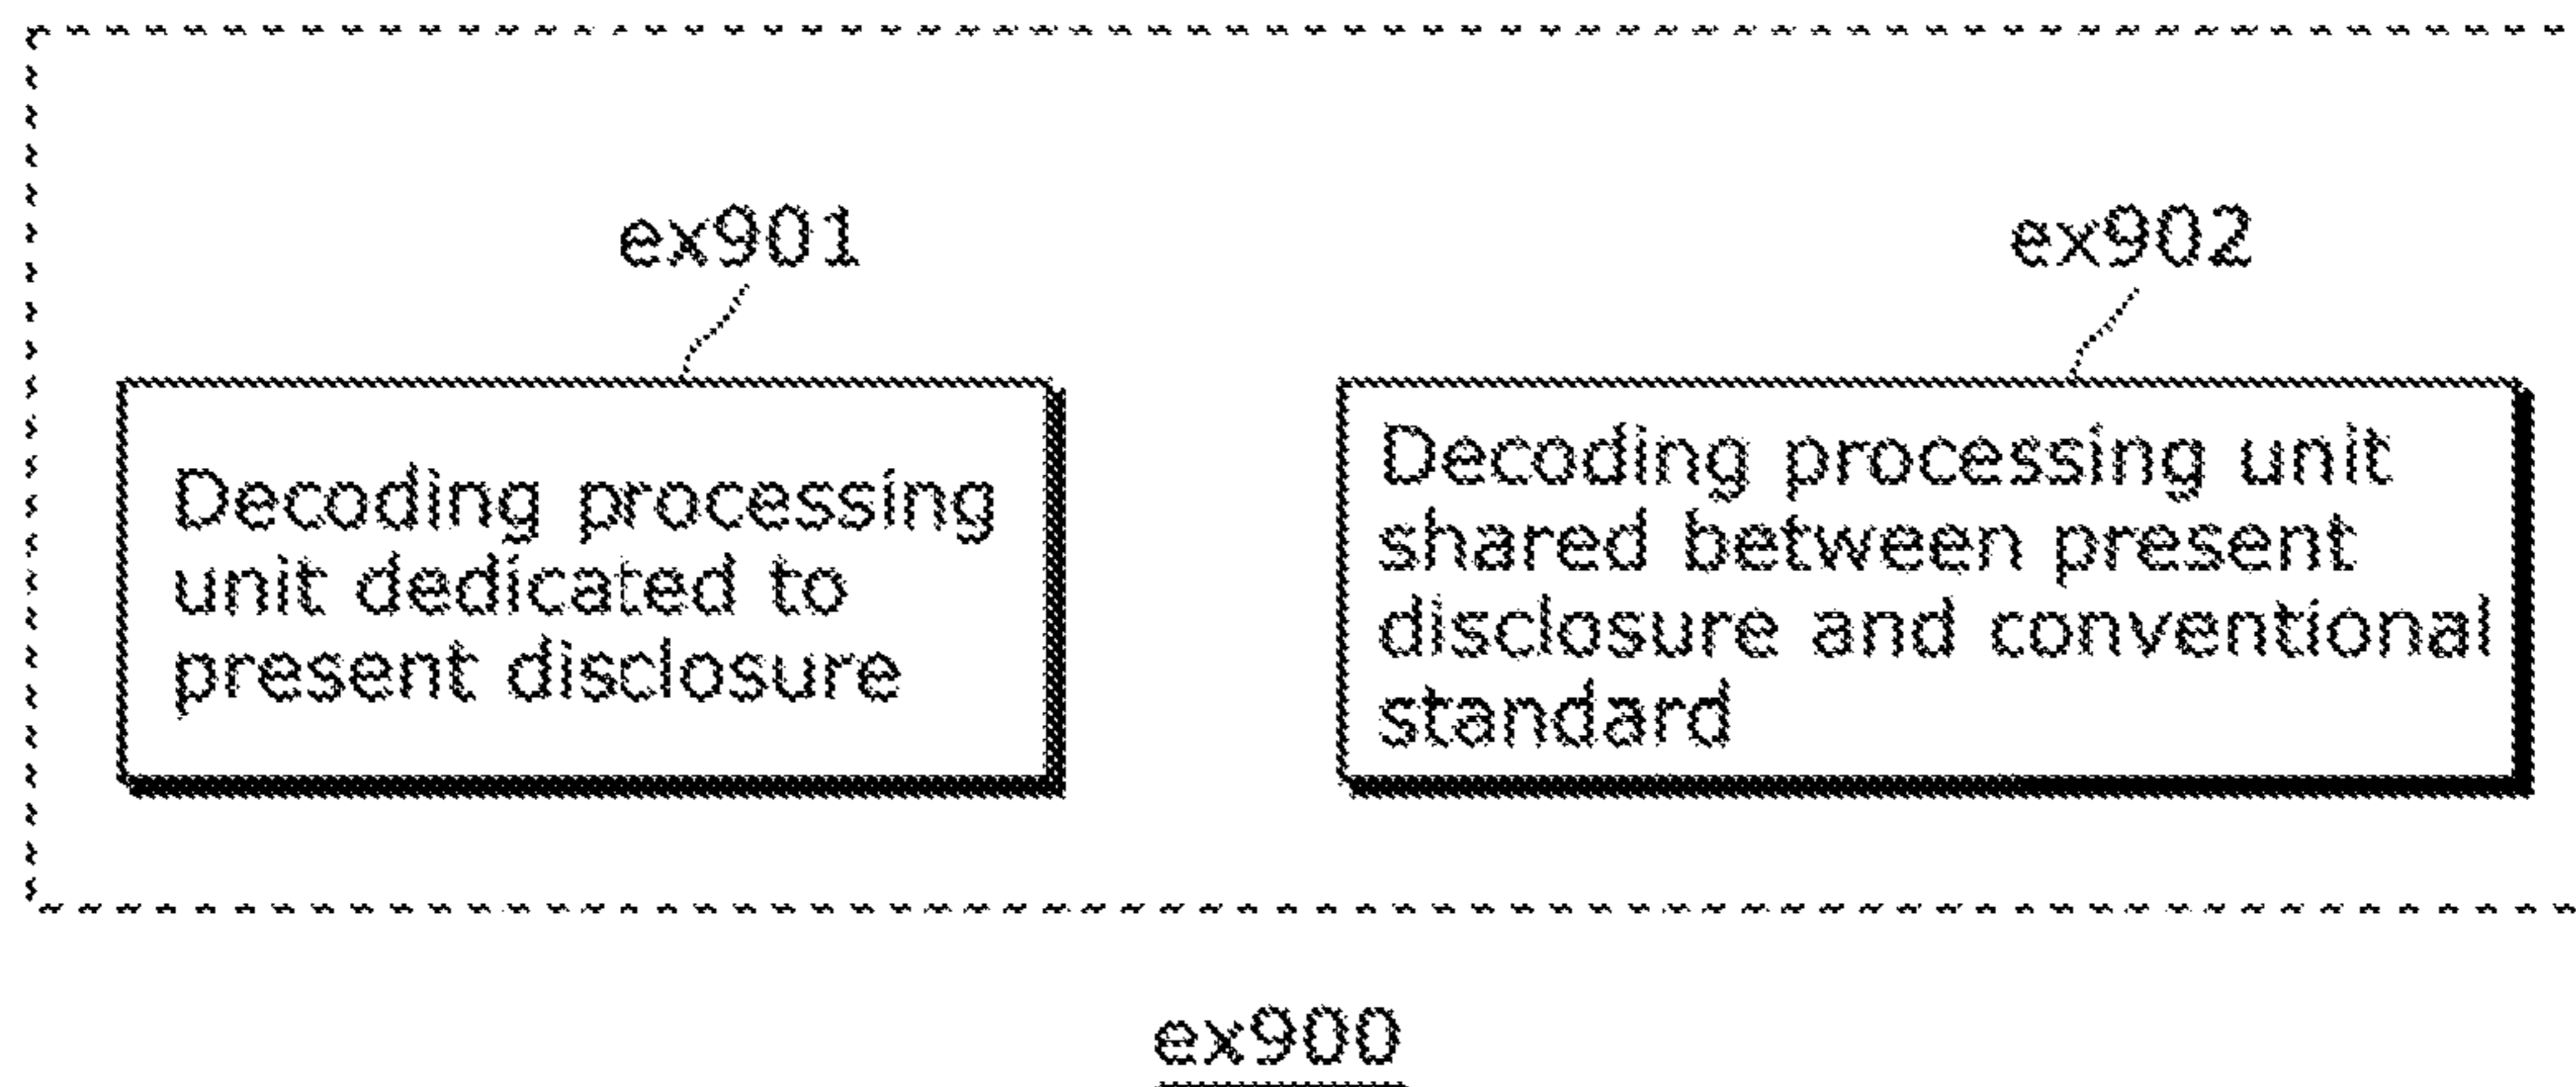 ex901
Decoding processing
unit dedicated to
present disclosure
ex902
Decoding processing unit
shared between present
disclosure and conventional
standard
ex900